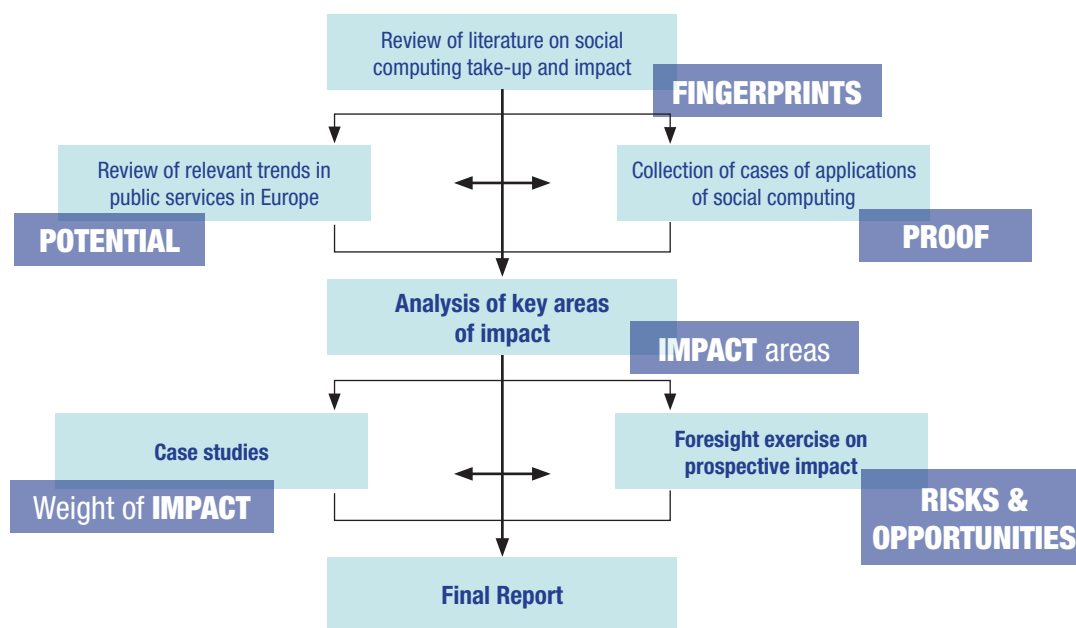 Review of literature on social
computing take-up and impact
FINGERPRINTS
Review of relevant trends in
public services in Europe
POTENTIAL
Collection of cases of applications
of social computing
PROOF
Analysis of key areas
of impact
IMPACT areas
Case studies
Weight of IMPACT
Foresight exercise on
prospective impact
RISKS &
OPPORTUNITIES
Final Report